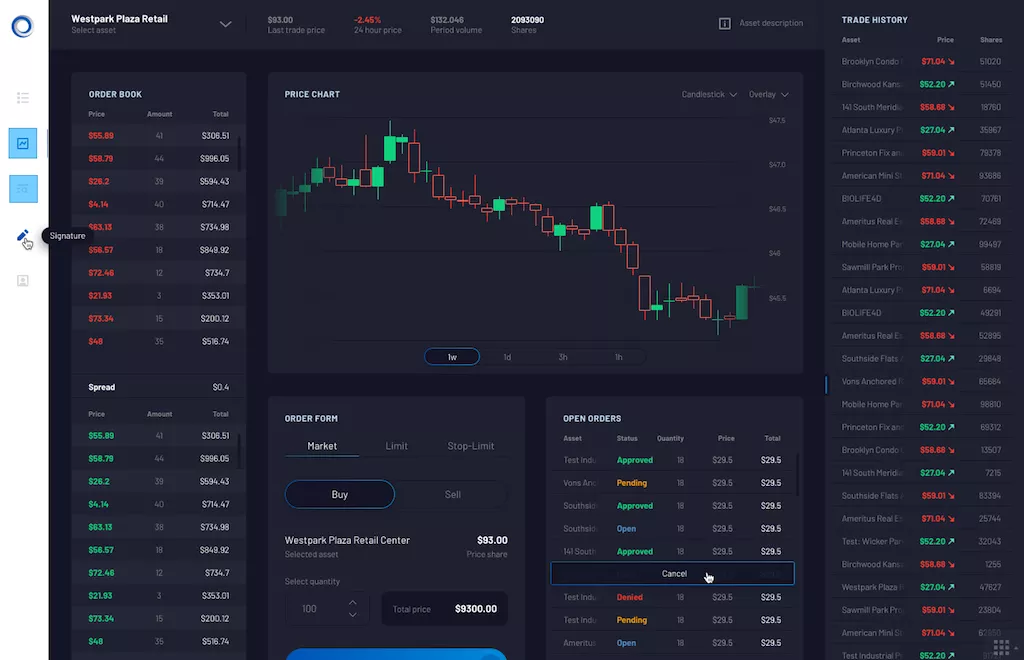 Westpark Plaza Retail
Select asset
$93.00
Last trade price
-2.45%
24 hour price
$132.046
Period volume
2093090
Shares
Asset description
Signature
ORDER BOOK
Price Amount Total
$55.89 41 $306.51
$58.79 44 $996.05
$26.2 39 $594.43
$4.14 40 $714.47
$63.13 38 $734.98
$56.57 18 $849.92
$72.46 12 $734.7
$21.93 3 $353.01
$73.34 15 $200.12
$48 35 $516.74
Spread $0.4
Price Amount Total
$55.89 41 $306.51
$58.79 44 $996.05
$26.2 39 $594.43
$4.14 40 $714.47
$63.13 38 $734.98
$56.57 18 $849.92
$72.46 12 $734.7
$21.93 3 $353.01
$73.34 15 $200.12
$48 35 $516.74
PRICE CHART
Candlestick
Overlay
$47.5
$47.0
$46.5
$46
$45.5
1w 1d 3h 1h
ORDER FORM
Market Limit Stop-Limit
Buy Sell
Westpark Plaza Retail Center $93.00
Selected asset Price share
Select quantity
100
Total price $9300.00
OPEN ORDERS
Asset Status Quantity Price Total
Test Indu Approved 18 $29.5 $29.5
Vons Anc Pending 18 $29.5 $29.5
Southsid Approved 18 $29.5 $29.5
Southsid Open 18 $29.5 $29.5
141 South Approved 18 $29.5 $29.5
Cancel
Test Indu Denied 18 $29.5 $29.5
Test Indu Pending 18 $29.5 $29.5
Ameritus Open 18 $29.5 $29.5
TRADE HISTORY
Asset Price Shares
Brooklyn Condo $71.04 51020
Birchwood Kans $52.20 51450
141 South Meridi $58.68 18760
Atlanta Luxury P $27.04 35967
Princeton Fix an $59.01 79378
American Mini St $71.04 93686
BIOLIFE4D $52.20 70761
Ameritus Real Es $58.68 72469
Mobile Home Par $27.04 99497
Sawmill Park Pro $59.01 58819
Atlanta Luxury P $71.04 6694
BIOLIFE4D $52.20 49291
Ameritus Real Es $58.68 52895
Southside Flats $27.04 29848
Vons Anchored $59.01 65664
Mobile Home Par $71.04 98810
Princeton Fix an $52.20 69312
Brooklyn Condo $58.68 13507
141 South Meridi $27.04 7215
Southside Flats $59.01 83394
Ameritus Real Es $71.04 25744
Test: Wicker Par $52.20 32043
Birchwood Kans $58.68 1255
Westpark Plaza $27.04 47627
Sawmill Park Pro $59.01 23804
American Mini St $71.04
Test Industrial P $52.20